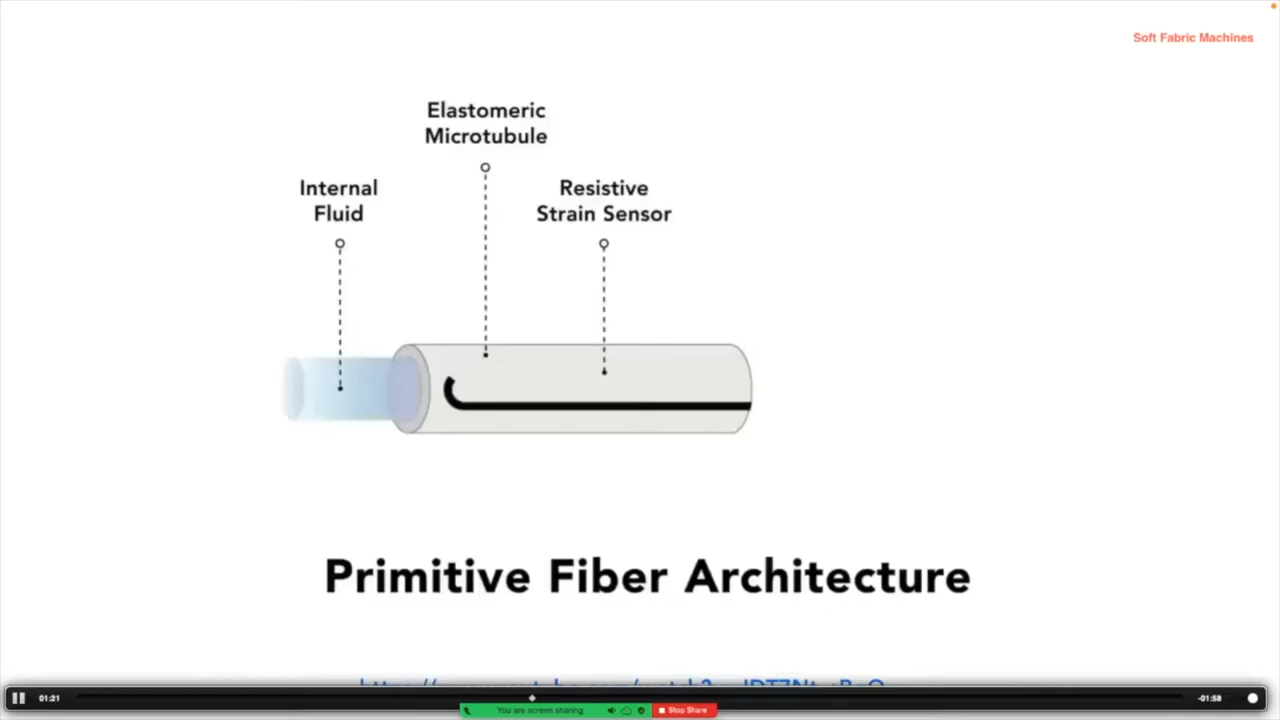 Soft Fabric Machines
Elastomeric
Microtubule
Internal
Fluid
Resistive
Strain Sensor
Primitive Fiber Architecture
01:21
-01:58
You are screen sharing
Stop Share